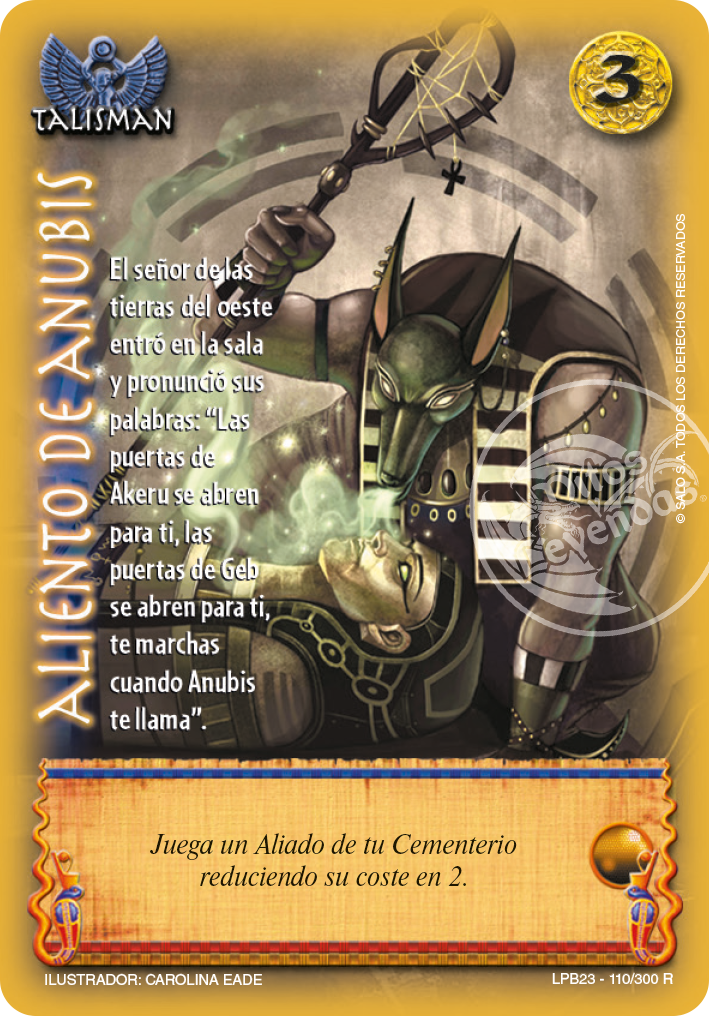 TALISMAN
3
ALIENTO DE ANUBIS
El señor de las
tierras del oeste
entró en la sala
y pronunció sus
palabras: “Las
puertas de
Akeru se abren
para ti, las
puertas de Geb
se abren para ti,
te marchas
cuando Anubis
te llama”.
© SALO S.A. TODOS LOS DERECHOS RESERVADOS
Mitos
Leyendas
Juega un Aliado de tu Cementerio
reduciendo su coste en 2.
ILUSTRADOR: CAROLINA EADE
LPB23 - 110/300 R